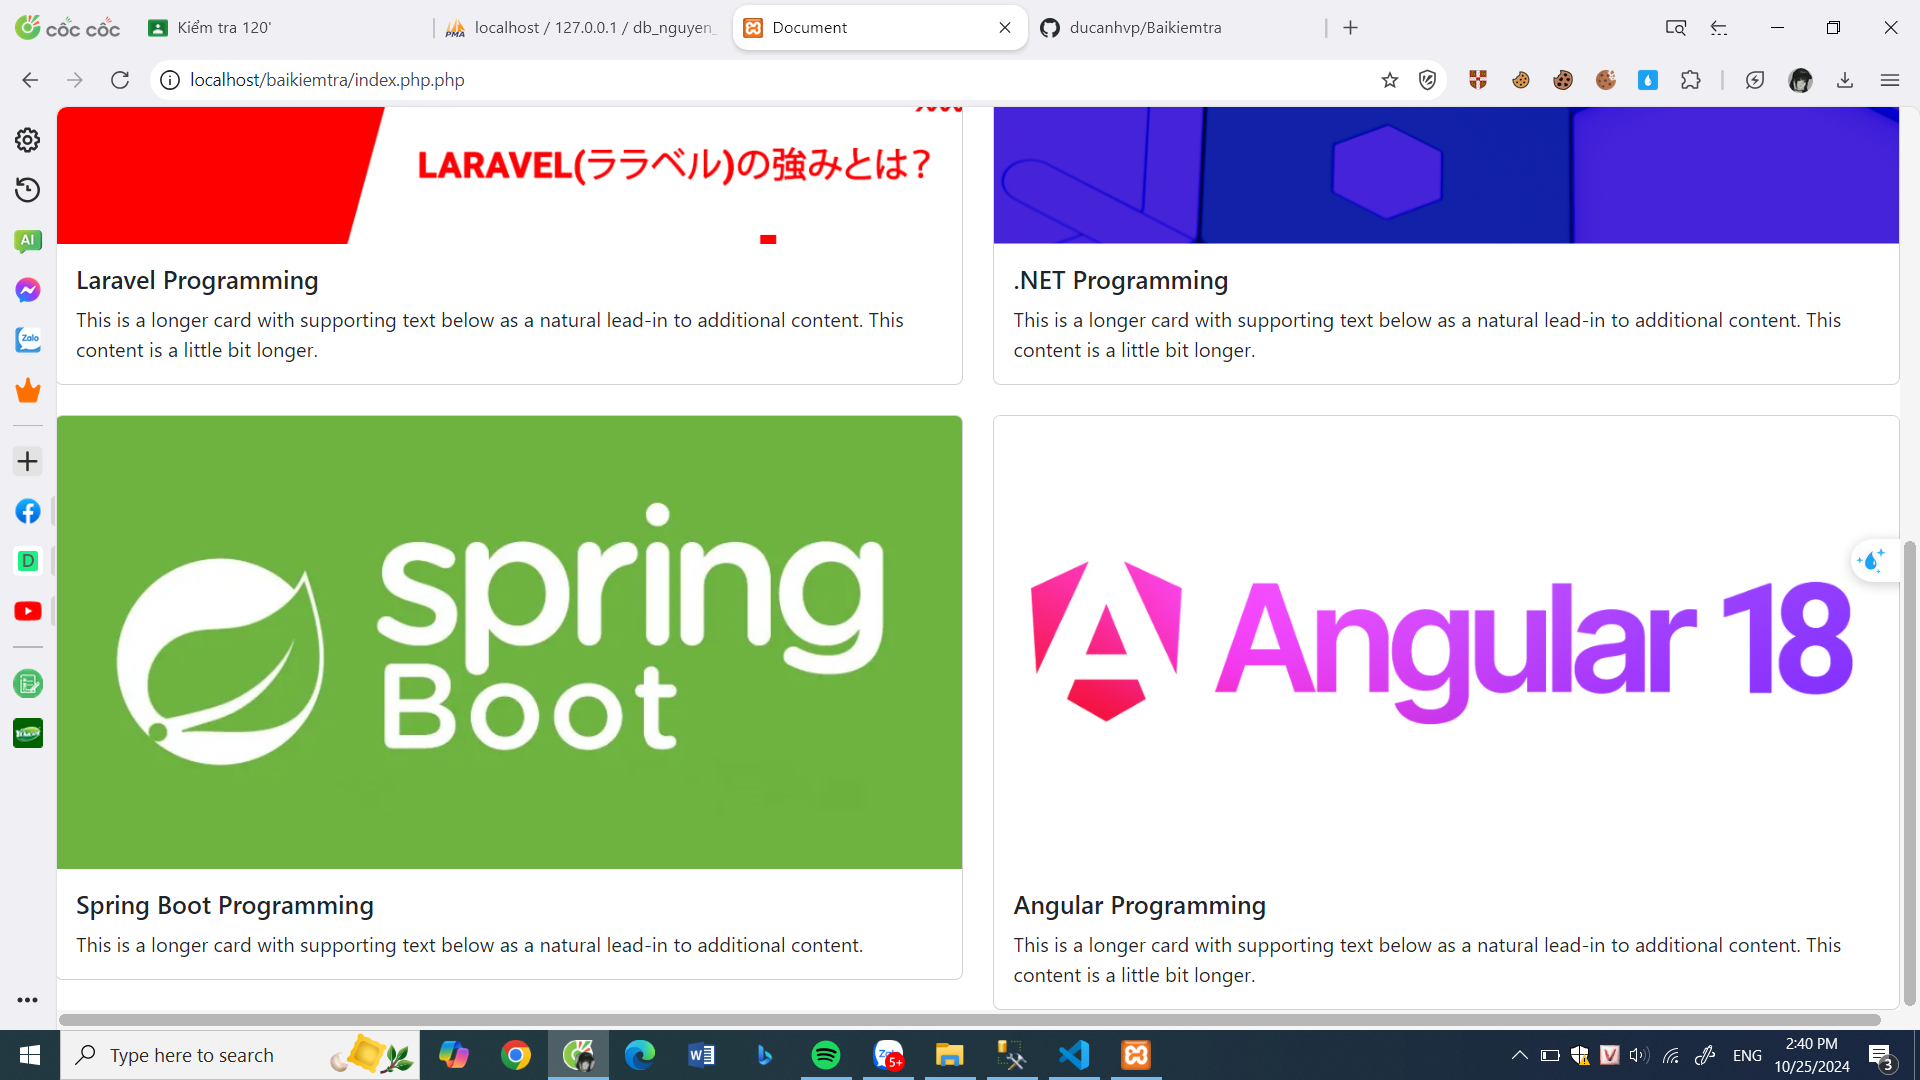 cốc cốc
Kiểm tra 120'
localhost / 127.0.0.1 / db_nguyen_
Document
ducanhvp/Baikiemtra
localhost/baikiemtra/index.php.php
LARAVEL(ララベル)の強みとは?
Laravel Programming
This is a longer card with supporting text below as a natural lead-in to additional content. This
content is a little bit longer.
.NET Programming
This is a longer card with supporting text below as a natural lead-in to additional content. This
content is a little bit longer.
spring
Boot
Spring Boot Programming
This is a longer card with supporting text below as a natural lead-in to additional content.
Angular 18
Angular Programming
This is a longer card with supporting text below as a natural lead-in to additional content. This
content is a little bit longer.
AI
Zalo
D
Type here to search
5+
ENG
2:40 PM
10/25/2024
3